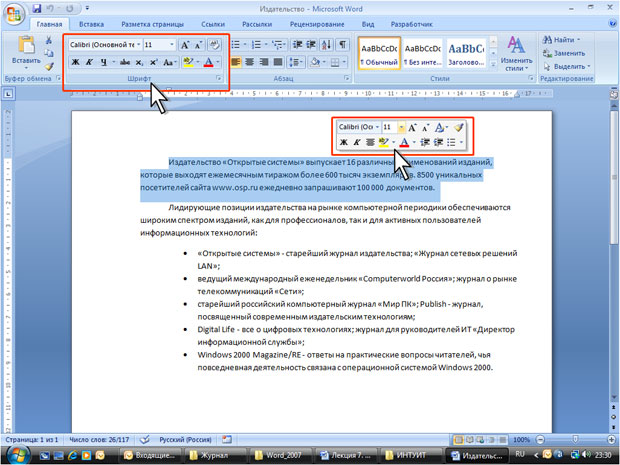 Издательство - Microsoft Word
Главная Вставка Разметка страницы Ссылки Рассылки Рецензирование Вид Разработчик
Calibri (Основной те 11
Вставить
Ж К Ч abc x₂ x² Aa А
AaBbCcDc AaBbCcDc AaBbC
¶ Обычный ¶ Без инте... Заголово...
Изменить стили
Найти
Заменить
Выделить
Буфер обмена Шрифт Абзац Стили Редактирование
Calibri (Осн 11
Ж К А
Издательство «Открытые системы» выпускает 16 различны именований изданий,
которые выходят ежемесячным тиражом более 600 тысяч экземпляров. 8500 уникальных
посетителей сайта www.osp.ru ежедневно запрашивают 100 000 документов.
Лидирующие позиции издательства на рынке компьютерной периодики обеспечиваются
широким спектром изданий, как для профессионалов, так и для активных пользователей
информационных технологий:
• «Открытые системы» - старейший журнал издательства; «Журнал сетевых решений
LAN»;
• ведущий международный еженедельник «Computerworld Россия»; журнал о рынке
телекоммуникаций «Сети»;
• старейший российский компьютерный журнал «Мир ПК»; Publish - журнал,
посвященный современным издательским технологиям;
• Digital Life - все о цифровых технологиях; журнал для руководителей ИТ «Директор
информационной службы»;
• Windows 2000 Magazine/RE - ответы на практические вопросы читателей, чья
повседневная деятельность связана с операционной системой Windows 2000.
Страница: 1 из 1 Число слов: 26/117 Русский (Россия) 100%
Входящие... Журнал Word_2007 Лекция 7. ... ИНТУИТ Издательс... RU 23:30